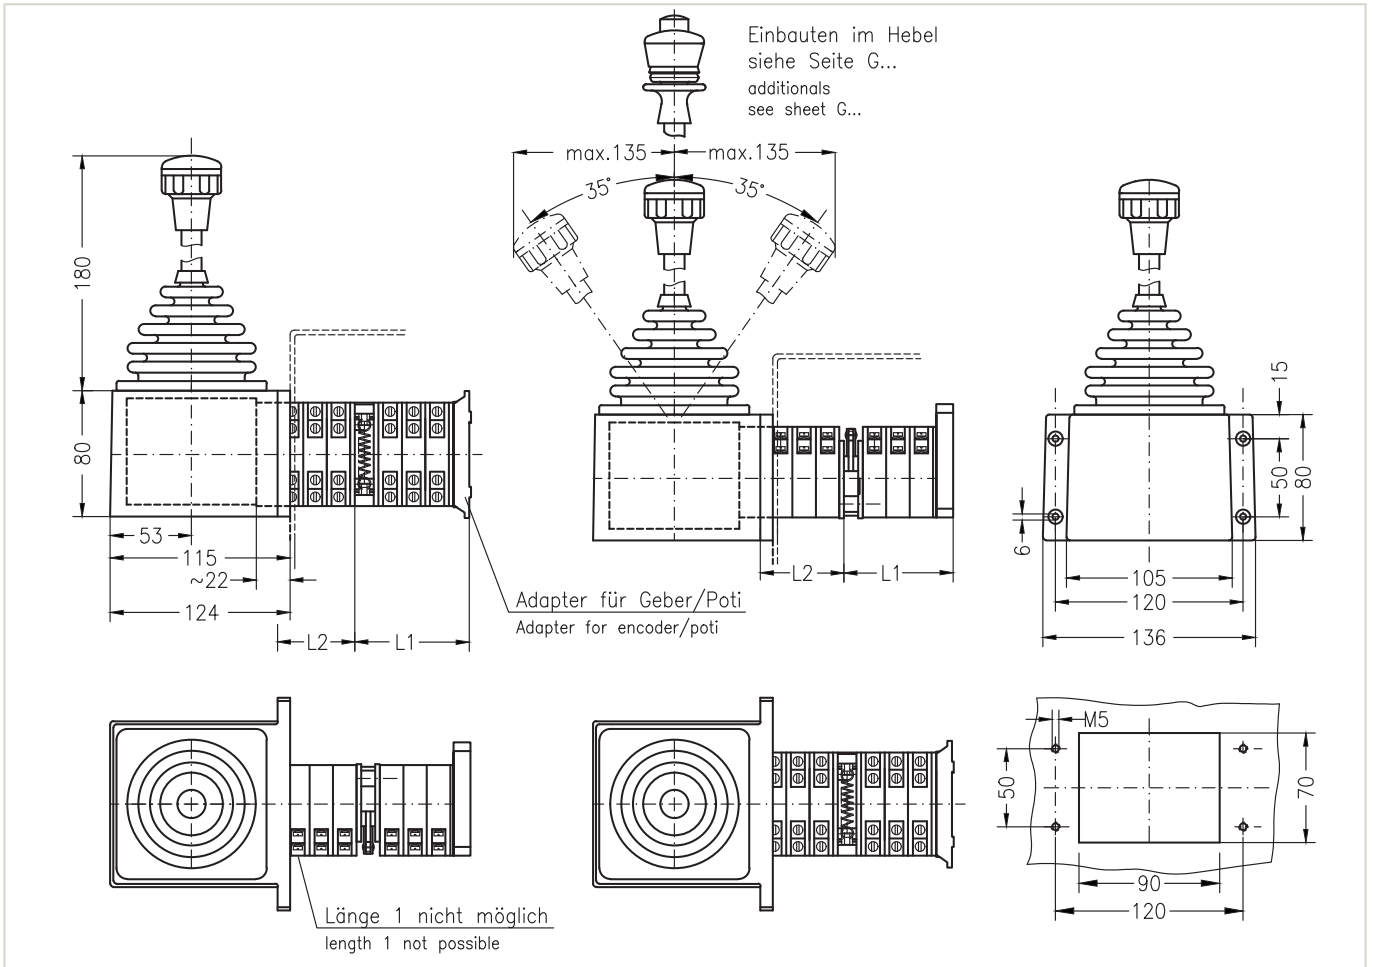 Einbauten im Hebel
siehe Seite G...
additionals
see sheet G...
max.135
max.135
35°
35°
180
80
53
115
~22
124
L2
L1
L2
L1
Adapter für Geber/Poti
Adapter for encoder/poti
15
50
80
6
105
120
136
Länge 1 nicht möglich
length 1 not possible
M5
50
70
90
120